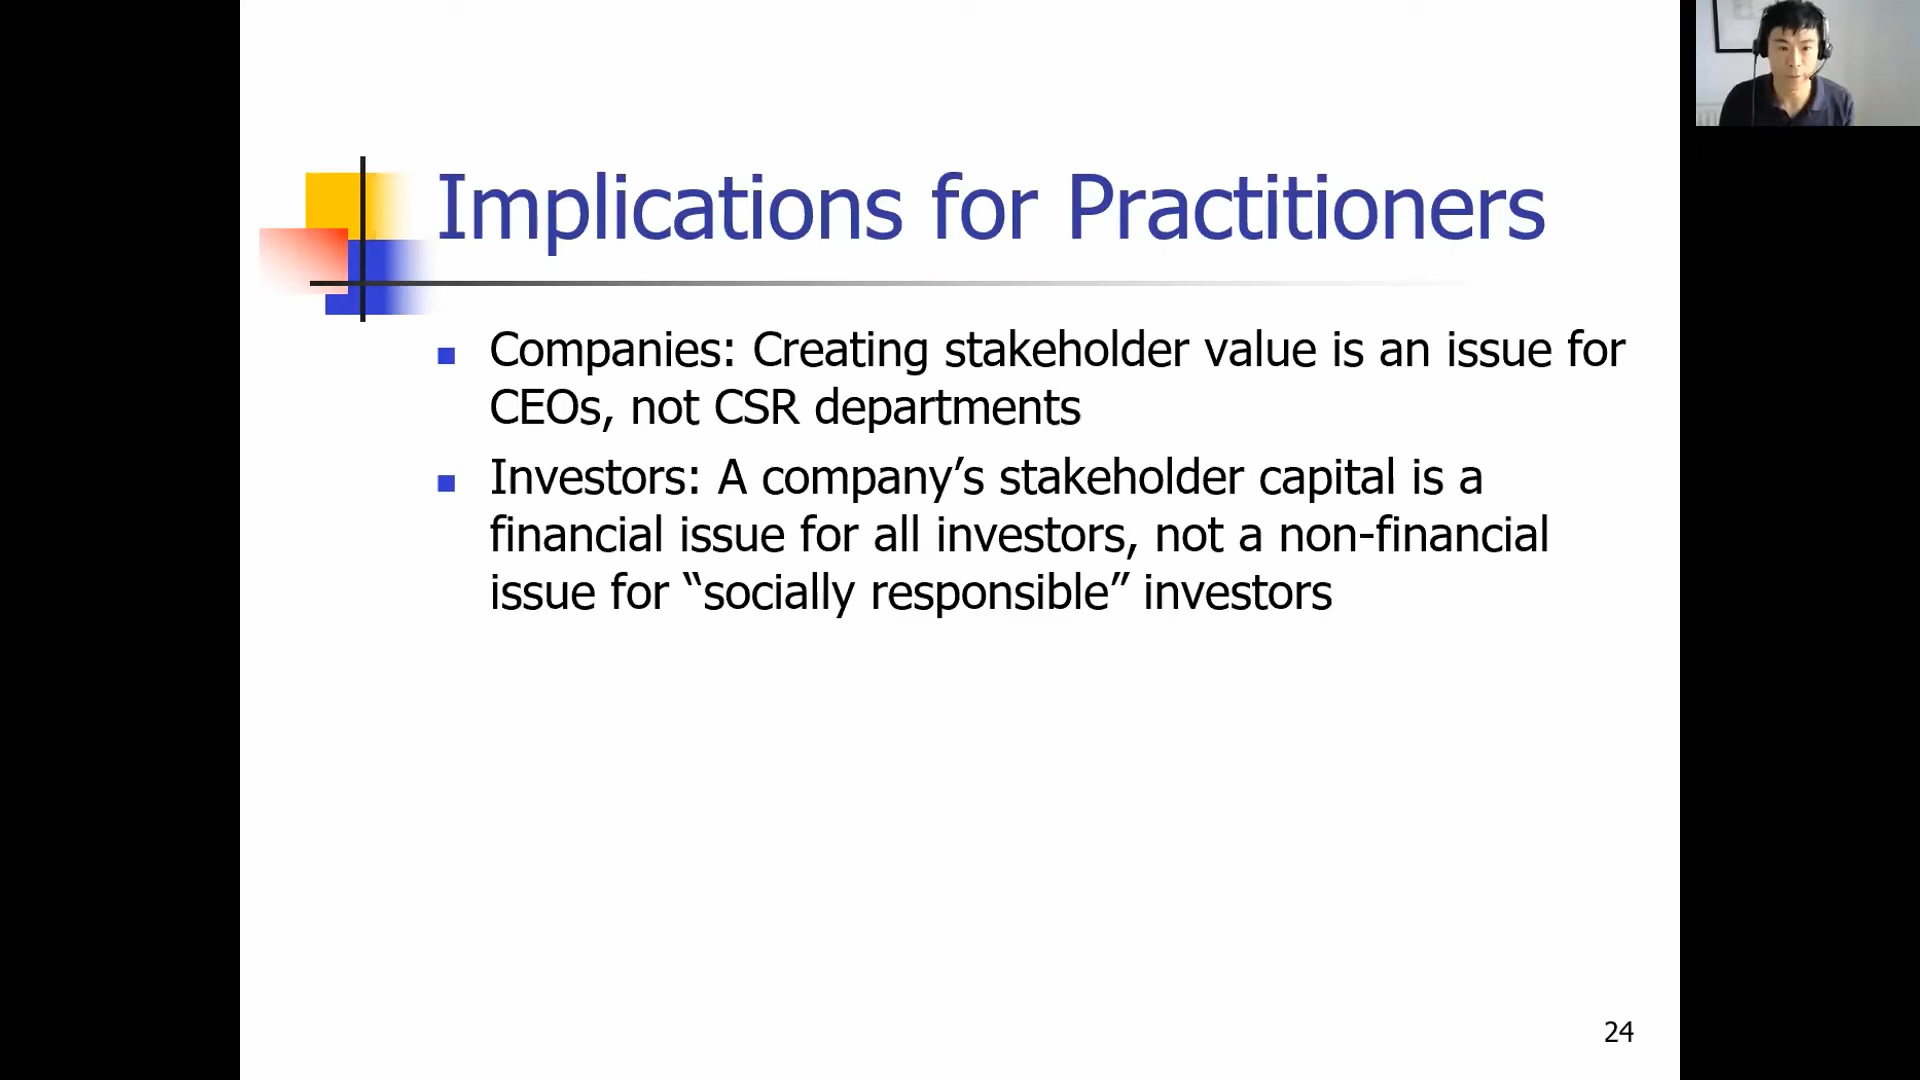 Implications for Practitioners
Companies: Creating stakeholder value is an issue for
CEOs, not CSR departments
Investors: A company’s stakeholder capital is a
financial issue for all investors, not a non-financial
issue for “socially responsible” investors
24